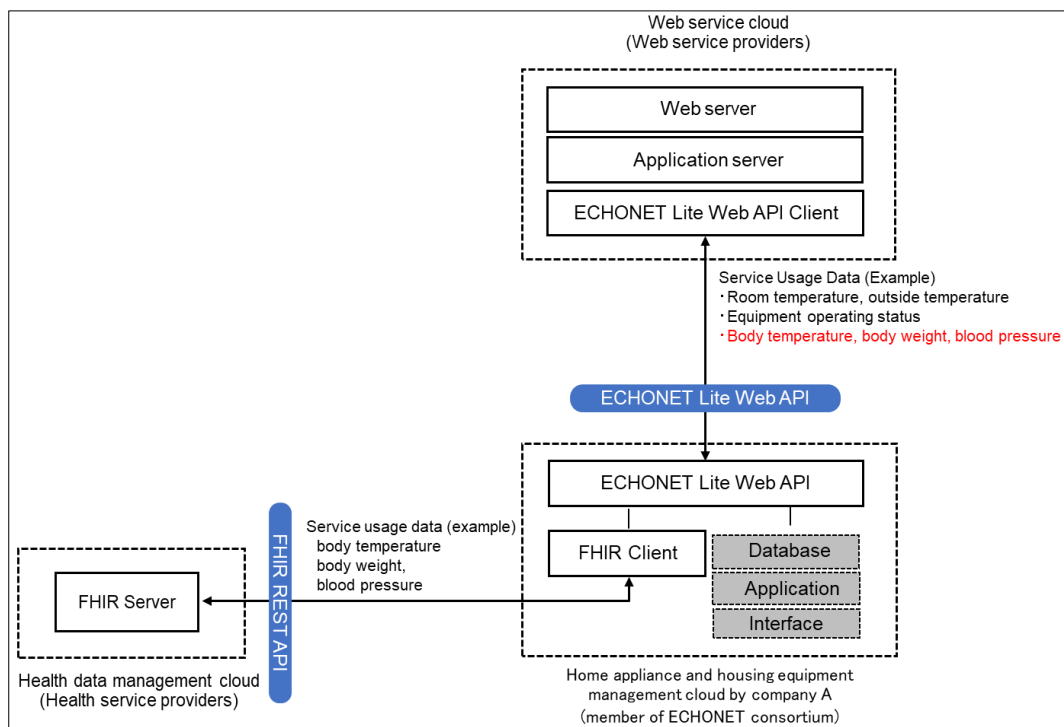 Web service cloud
(Web service providers)
Web server
Application server
ECHONET Lite Web API Client
Service Usage Data (Example)
・Room temperature, outside temperature
・Equipment operating status
・Body temperature, body weight, blood pressure
ECHONET Lite Web API
ECHONET Lite Web API
FHIR Client
Database
Application
Interface
Home appliance and housing equipment
management cloud by company A
(member of ECHONET consortium)
Service usage data (example)
body temperature
body weight,
blood pressure
FHIR REST API
FHIR Server
Health data management cloud
(Health service providers)